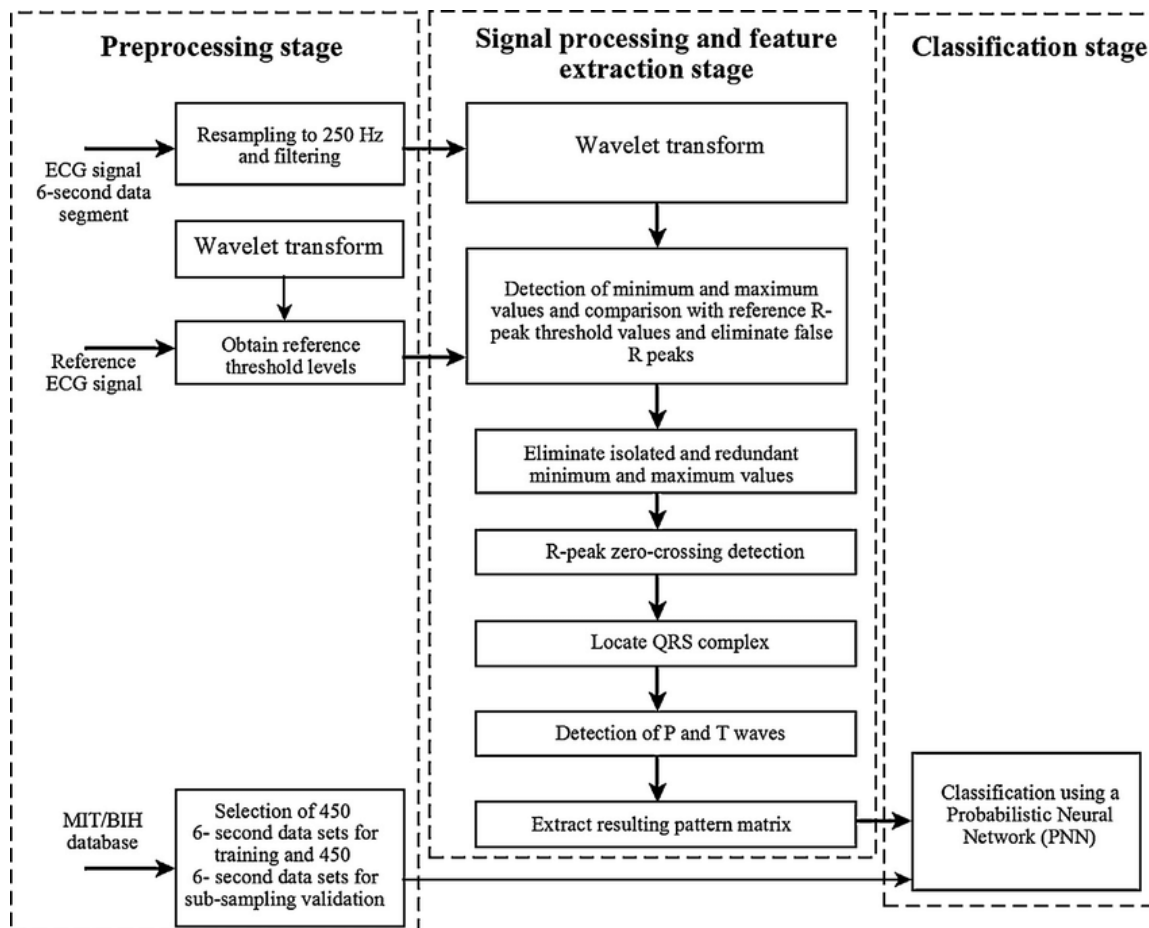 Preprocessing stage
Signal processing and feature
extraction stage
Classification stage
Resampling to 250 Hz
and filtering
ECG signal
6-second data
segment
Wavelet transform
Wavelet transform
Obtain reference
threshold levels
Reference
ECG signal
Detection of minimum and maximum
values and comparison with reference R-
peak threshold values and eliminate false
R peaks
Eliminate isolated and redundant
minimum and maximum values
R-peak zero-crossing detection
Locate QRS complex
Detection of P and T waves
Extract resulting pattern matrix
MIT/BIH
database
Selection of 450
6- second data sets for
training and 450
6- second data sets for
sub-sampling validation
Classification using a
Probabilistic Neural
Network (PNN)